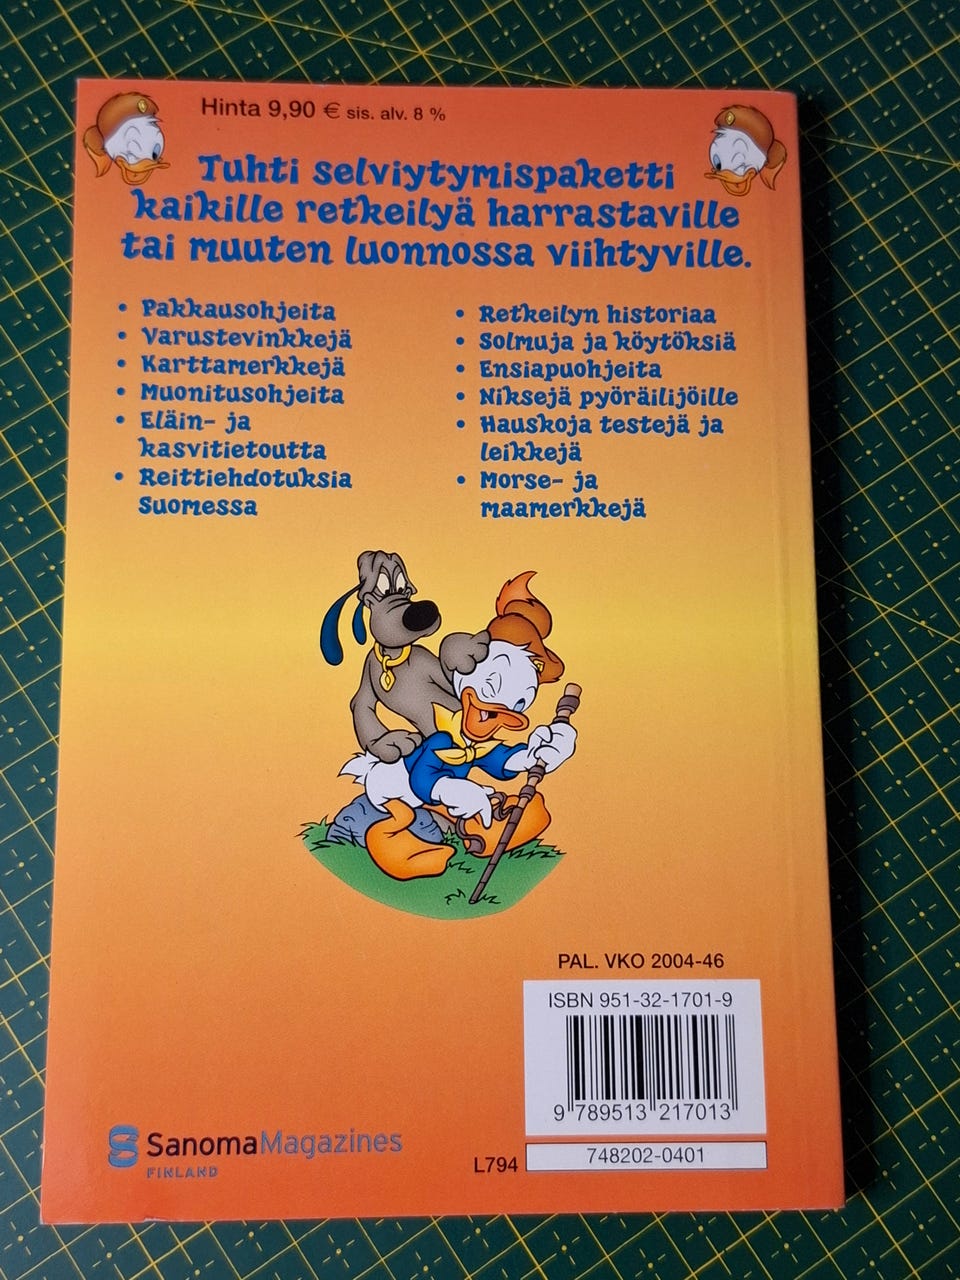 Hinta 9,90 € sis. alv. 8 %
Tuhti selviytymispaketti
kaikille retkeilyä harrastaville
tai muuten luonnossa viihtyville.
• Pakkausohjeita
• Varustevinkkejä
• Karttamerkkejä
• Muonitusohjeita
• Eläin- ja
kasvitietoutta
• Reittiehdotuksia
Suomessa
• Retkeilyn historiaa
• Solmuja ja köytöksiä
• Ensiapuohjeita
• Niksejä pyöräilijöille
• Hauskoja testejä ja
leikkejä
• Morse- ja
maamerkkejä
PAL. VKO 2004-46
ISBN 951-32-1701-9
9 789513 217013
SanomaMagazines
FINLAND
L794
748202-0401